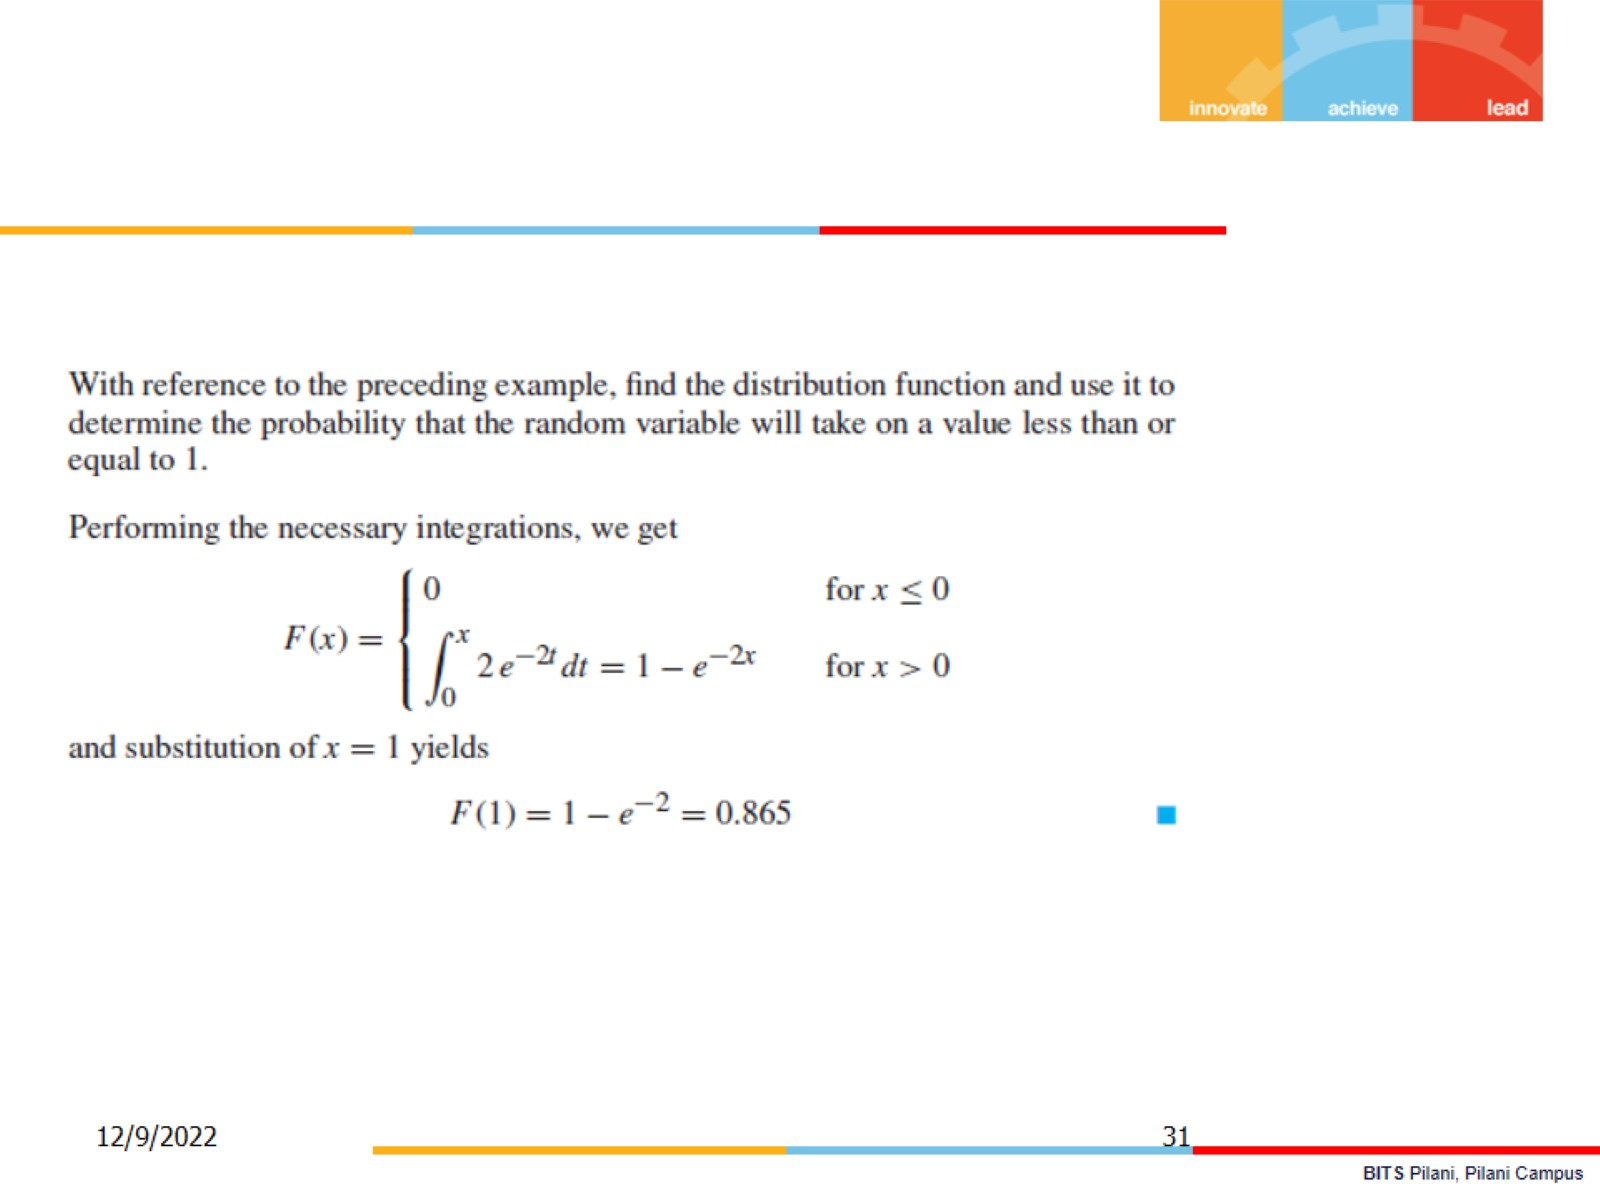 innovate achieve lead
With reference to the preceding example, find the distribution function and use it to
determine the probability that the random variable will take on a value less than or
equal to 1.
Performing the necessary integrations, we get
F(x) = { 0 for x ≤ 0
∫₀ˣ 2e^{−2t} dt = 1 − e^{−2x} for x > 0
and substitution of x = 1 yields
F(1) = 1 − e^{−2} = 0.865
12/9/2022
31
BITS Pilani, Pilani Campus